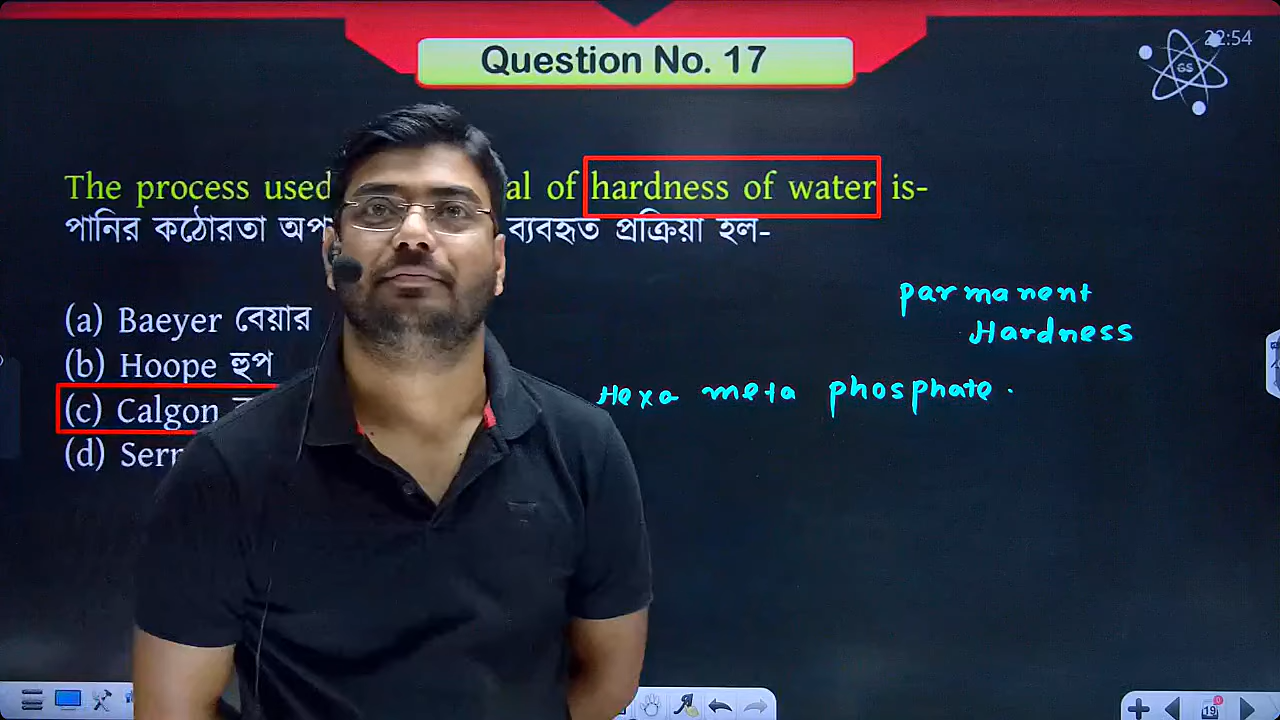 Question No. 17
22:54
GS
The process used al of hardness of water is-
পানির কঠোরতা অপ ব্যবহৃত প্রক্রিয়া হল-
parmanent
Hardness
(a) Baeyer বেয়ার
(b) Hoope হুপ
(c) Calgon
Hexa meta phosphate.
(d) Serr
19